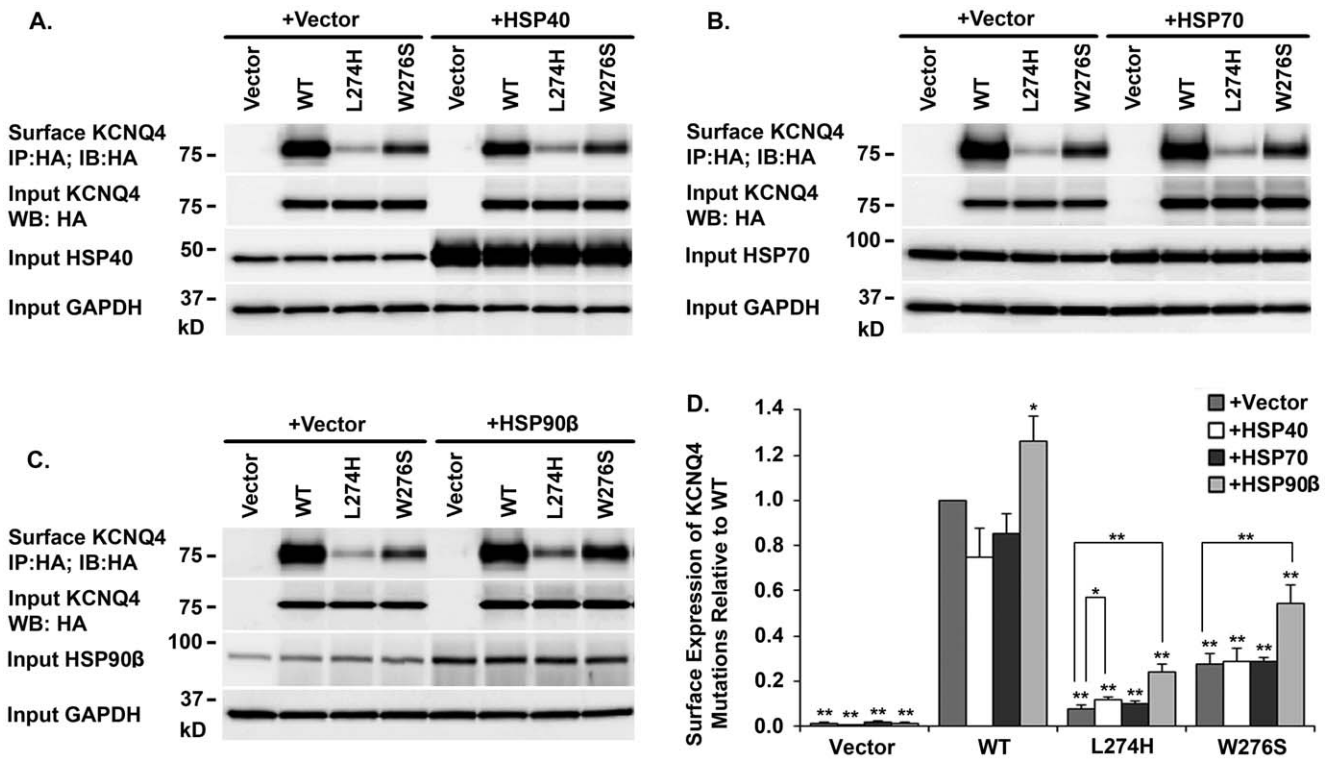 A.
+Vector +HSP40
Vector WT L274H W276S Vector WT L274H W276S
Surface KCNQ4
IP:HA; IB:HA
75 -
Input KCNQ4
WB: HA
75 -
Input HSP40
50 -
Input GAPDH
37 -
kD
B.
+Vector +HSP70
Vector WT L274H W276S Vector WT L274H W276S
Surface KCNQ4
IP:HA; IB:HA
75 -
Input KCNQ4
WB: HA
75 -
100 -
Input HSP70
Input GAPDH
37 -
kD
C.
+Vector +HSP90β
Vector WT L274H W276S Vector WT L274H W276S
Surface KCNQ4
IP:HA; IB:HA
75 -
Input KCNQ4
WB: HA
75 -
100 -
Input HSP90β
37 -
Input GAPDH
kD
D.
Surface Expression of KCNQ4
Mutations Relative to WT
1.4
1.2
1.0
0.8
0.6
0.4
0.2
0.0
+Vector
+HSP40
+HSP70
+HSP90β
** ** ** **
*
** * ** ** ** **
** ** ** ** **
Vector WT L274H W276S